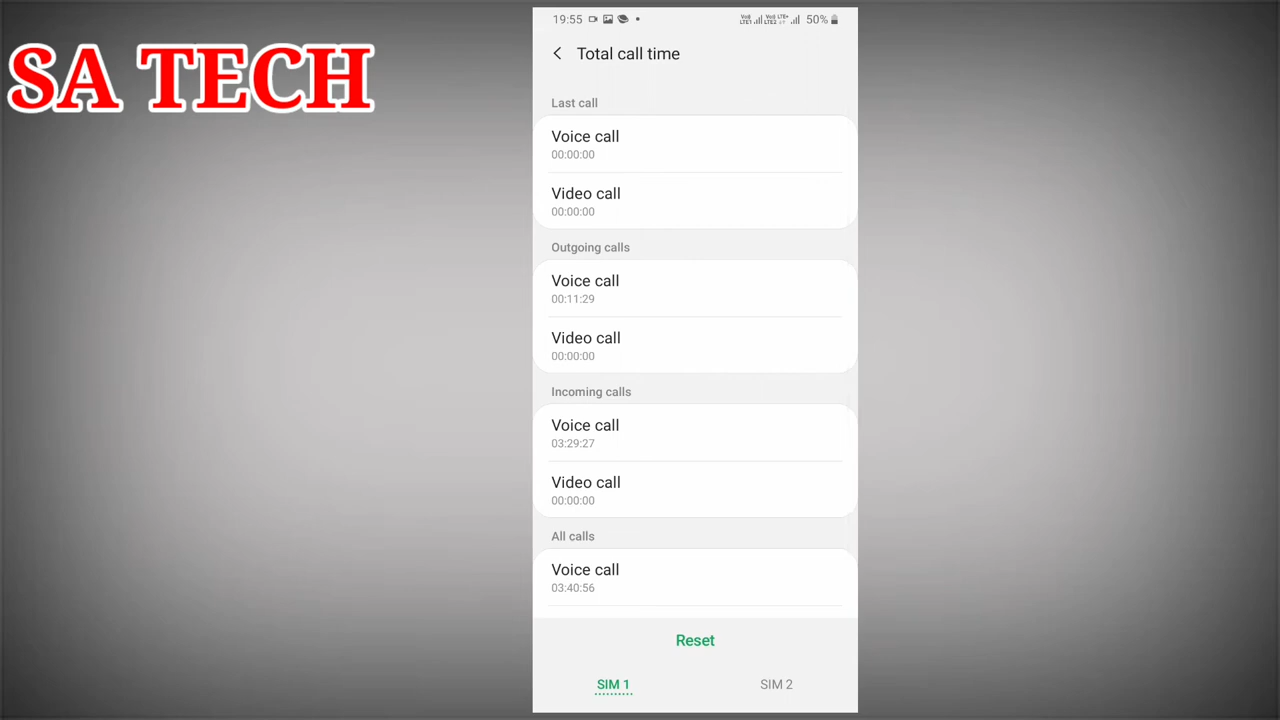 SA TECH
19:55
50%
Total call time
Last call
Voice call
00:00:00
Video call
00:00:00
Outgoing calls
Voice call
00:11:29
Video call
00:00:00
Incoming calls
Voice call
03:29:27
Video call
00:00:00
All calls
Voice call
03:40:56
Reset
SIM 1
SIM 2